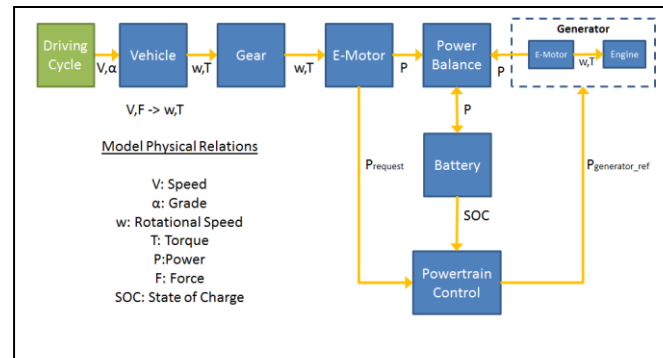 Generator
Driving
Cycle
Vehicle
Gear
E-Motor
Power
Balance
E-Motor
Engine
V,α
w,T
w,T
P
P
w,T
V,F -> w,T
P
Model Physical Relations
Prequest
Battery
Pgenerator_ref
V: Speed
α: Grade
w: Rotational Speed
T: Torque
P:Power
F: Force
SOC: State of Charge
SOC
Powertrain
Control